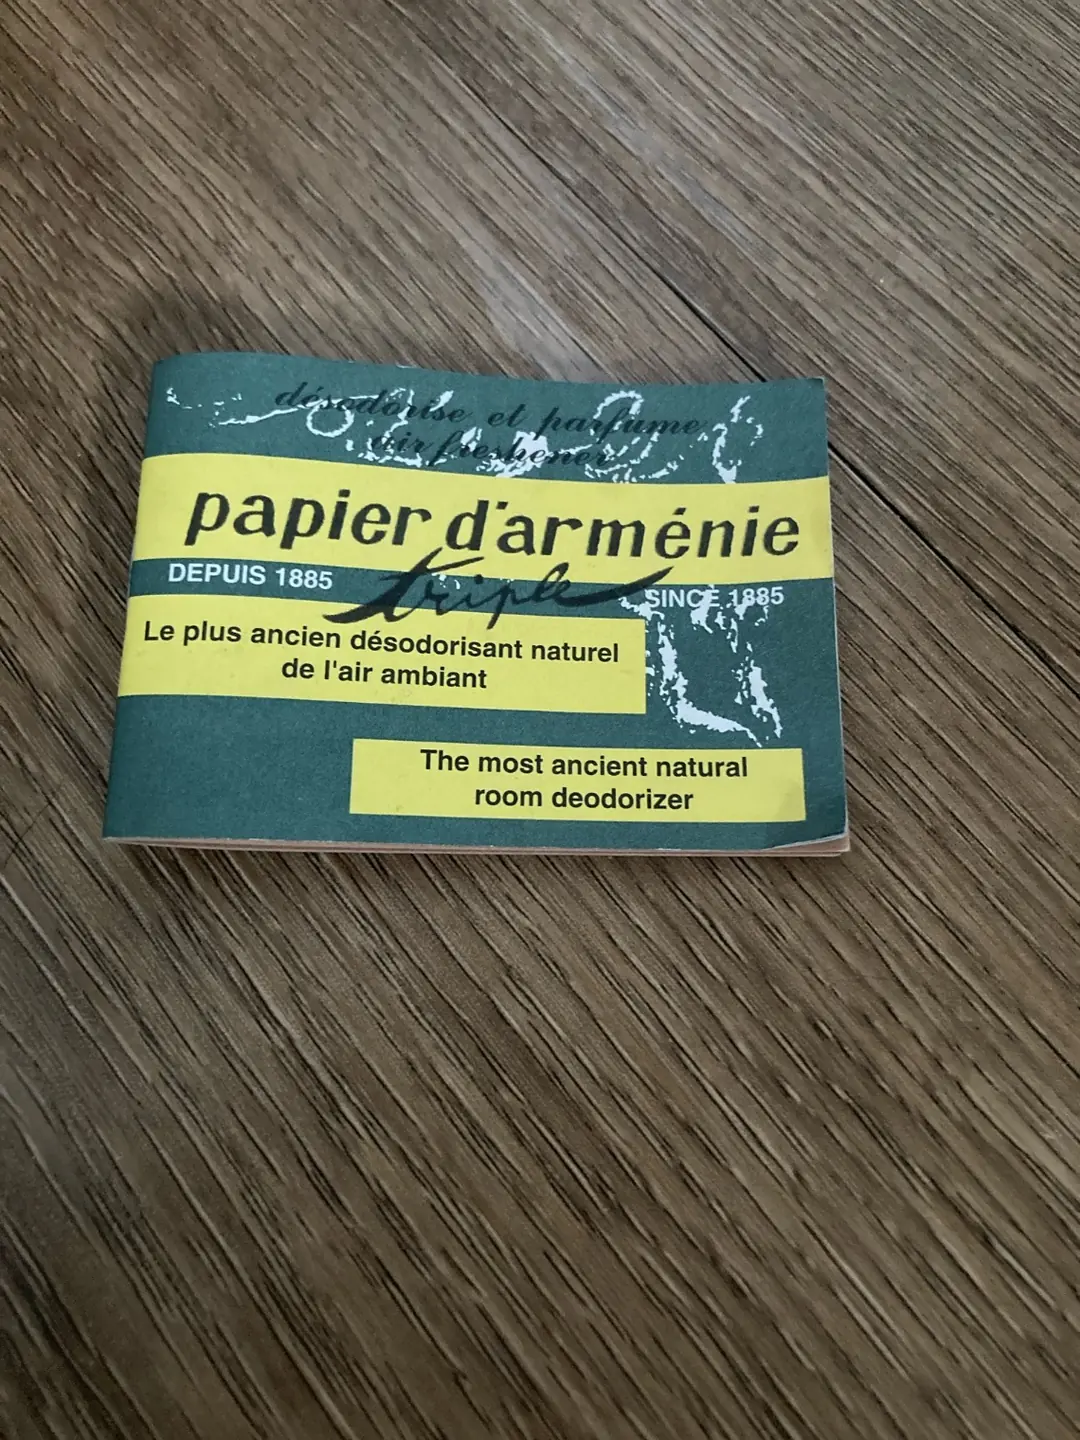 désodorise et parfume
air freshener
papier d'arménie
triple
DEPUIS 1885
SINCE 1885
Le plus ancien désodorisant naturel
de l'air ambiant
The most ancient natural
room deodorizer